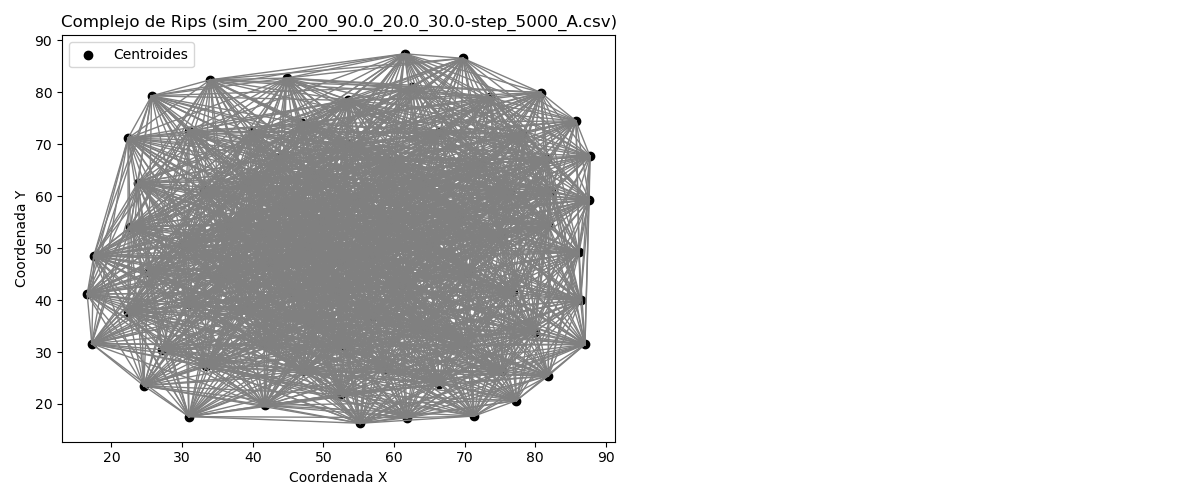 Complejo de Rips (sim_200_200_90.0_20.0_30.0-step_5000_A.csv)
Centroides
90
80
70
60
50
40
30
20
Coordenada Y
20 30 40 50 60 70 80 90
Coordenada X